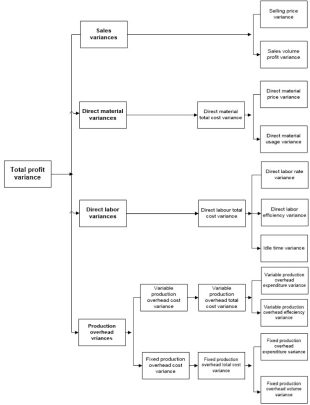 Selling price
variance
Sales
variances
Sales volume
profit variance
Direct material
price variance
Direct material
variances
Direct material
total cost variance
Direct material
usage variance
Total profit
variance
Direct labor rate
variance
Direct labor
variances
Direct labour total
cost variance
Direct labor
efficiency variance
Idle time variance
Variable
production
overhead cost
variance
Variable
production
overhead total
cost variance
Variable production
overhead
expenditure variance
Variable production
overhead effeciency
variance
Production
overhead
vriances
Fixed production
overhead cost
variance
Fixed production
overhead total cost
variance
Fixed production
overhead
expenditure variance
Fixed production
overhead volume
variance